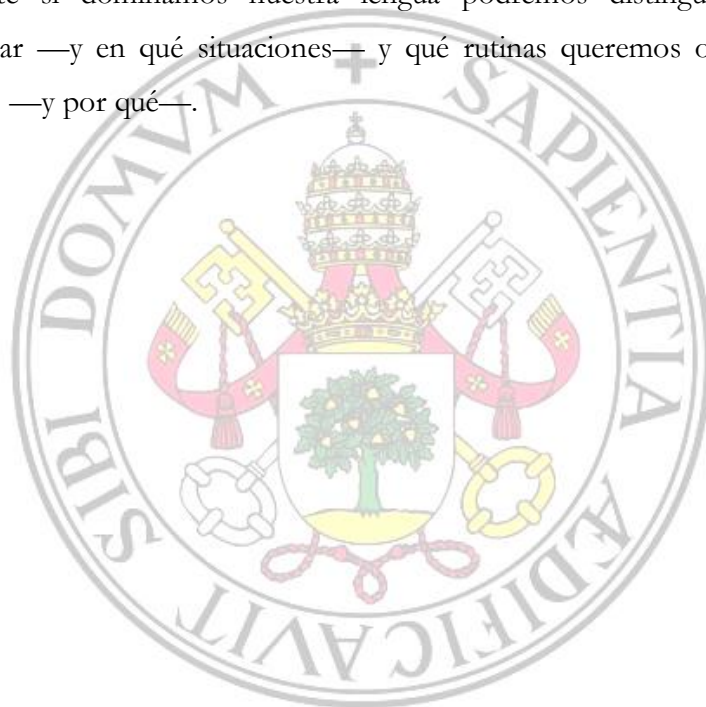 te si dominamos nuestra lengua podremos distingu
ar —y en qué situaciones— y qué rutinas queremos o
—y por qué—.
SAPIENTIA ÆDIFICAVIT SIBI DOMVM